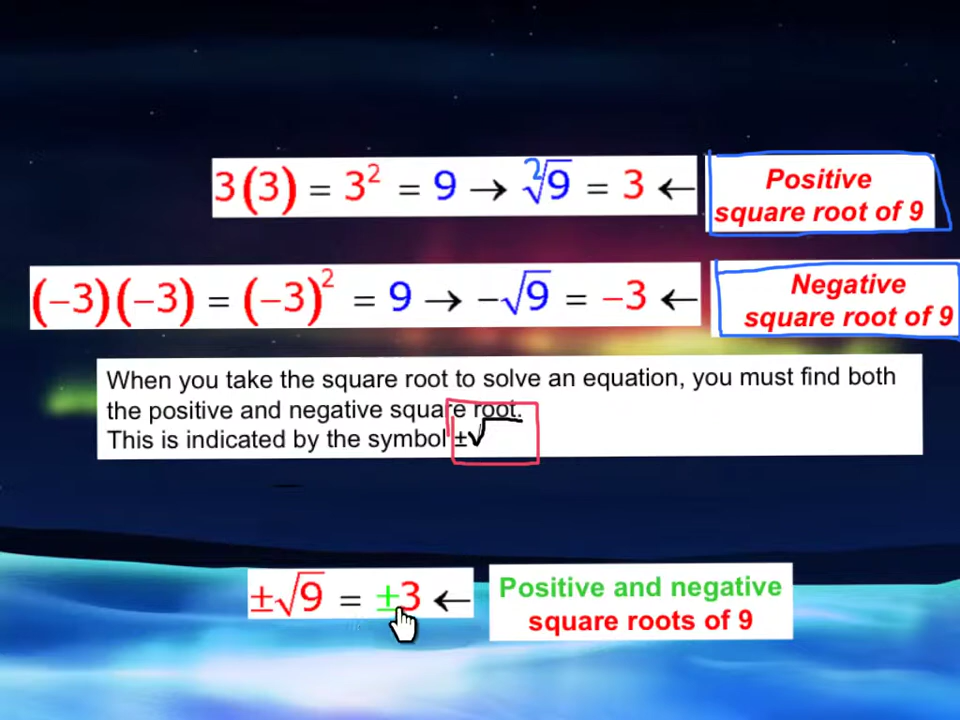 3(3) = 3² = 9 → ²√9 = 3 ← Positive square root of 9
(−3)(−3) = (−3)² = 9 → −√9 = −3 ← Negative square root of 9
When you take the square root to solve an equation, you must find both
the positive and negative square root.
This is indicated by the symbol ±√
±√9 = ±3 ← Positive and negative square roots of 9